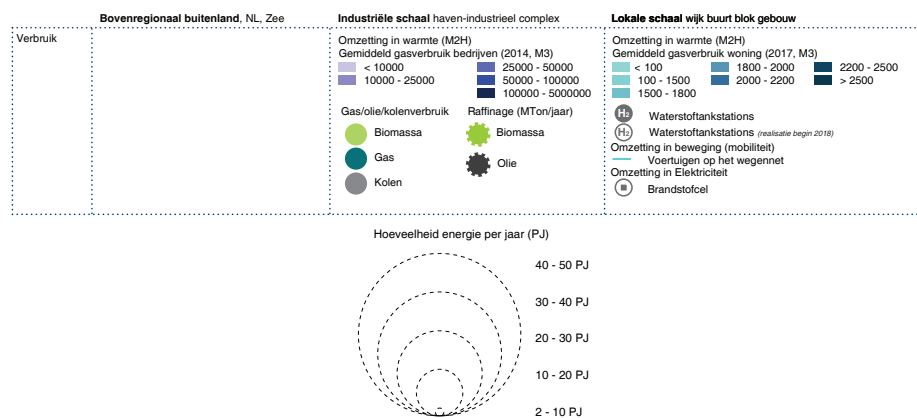 Bovenregionaal buitenland, NL, Zee
Industriële schaal haven-industrieel complex
Lokale schaal wijk buurt blok gebouw
Verbruik
Omzetting in warmte (M2H)
Gemiddeld gasverbruik bedrijven (2014, M3)
< 10000
25000 - 50000
10000 - 25000
50000 - 100000
100000 - 5000000
Gas/olie/kolenverbruik
Raffinage (MTon/jaar)
Biomassa
Biomassa
Gas
Olie
Kolen
Omzetting in warmte (M2H)
Gemiddeld gasverbruik woning (2017, M3)
< 100
1800 - 2000
2200 - 2500
100 - 1500
2000 - 2200
> 2500
1500 - 1800
H2 Waterstoftankstations
H2 Waterstoftankstations (realisatie begin 2018)
Omzetting in beweging (mobiliteit)
Voertuigen op het wegennet
Omzetting in Elektriciteit
Brandstofcel
Hoeveelheid energie per jaar (PJ)
40 - 50 PJ
30 - 40 PJ
20 - 30 PJ
10 - 20 PJ
2 - 10 PJ